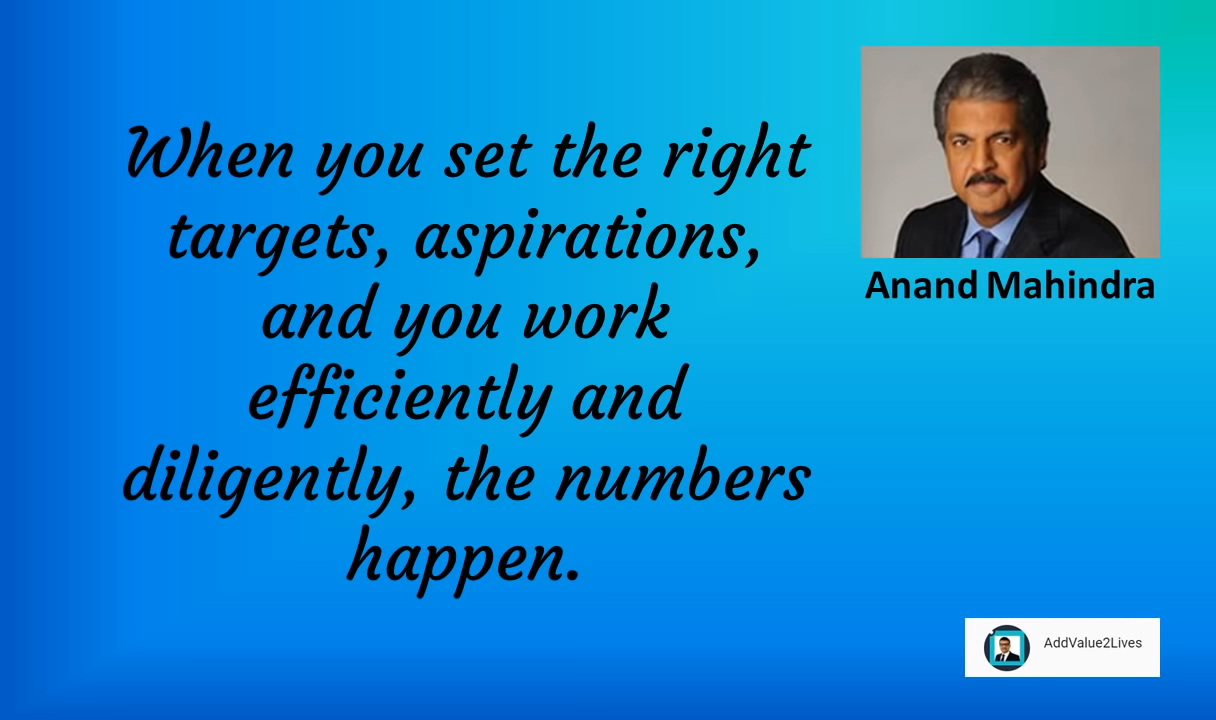 When you set the right
targets, aspirations,
and you work
efficiently and
diligently, the numbers
happen.
Anand Mahindra
AddValue2Lives